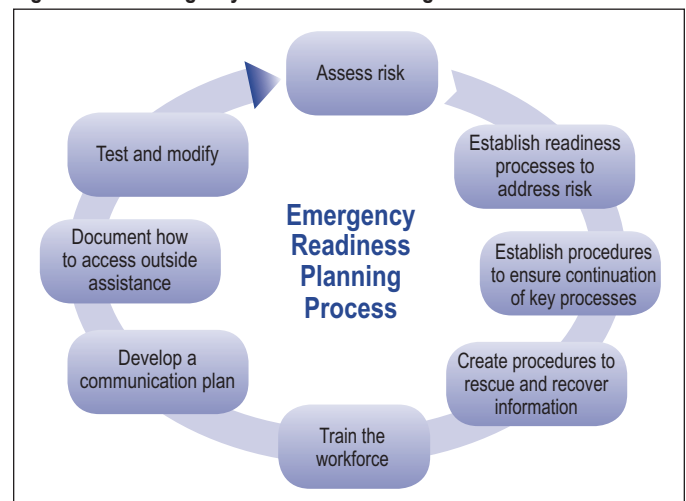 Assess risk
Establish readiness
processes to
address risk
Establish procedures
to ensure continuation
of key processes
Create procedures to
rescue and recover
information
Train the
workforce
Develop a
communication plan
Document how
to access outside
assistance
Test and modify
Emergency
Readiness
Planning
Process